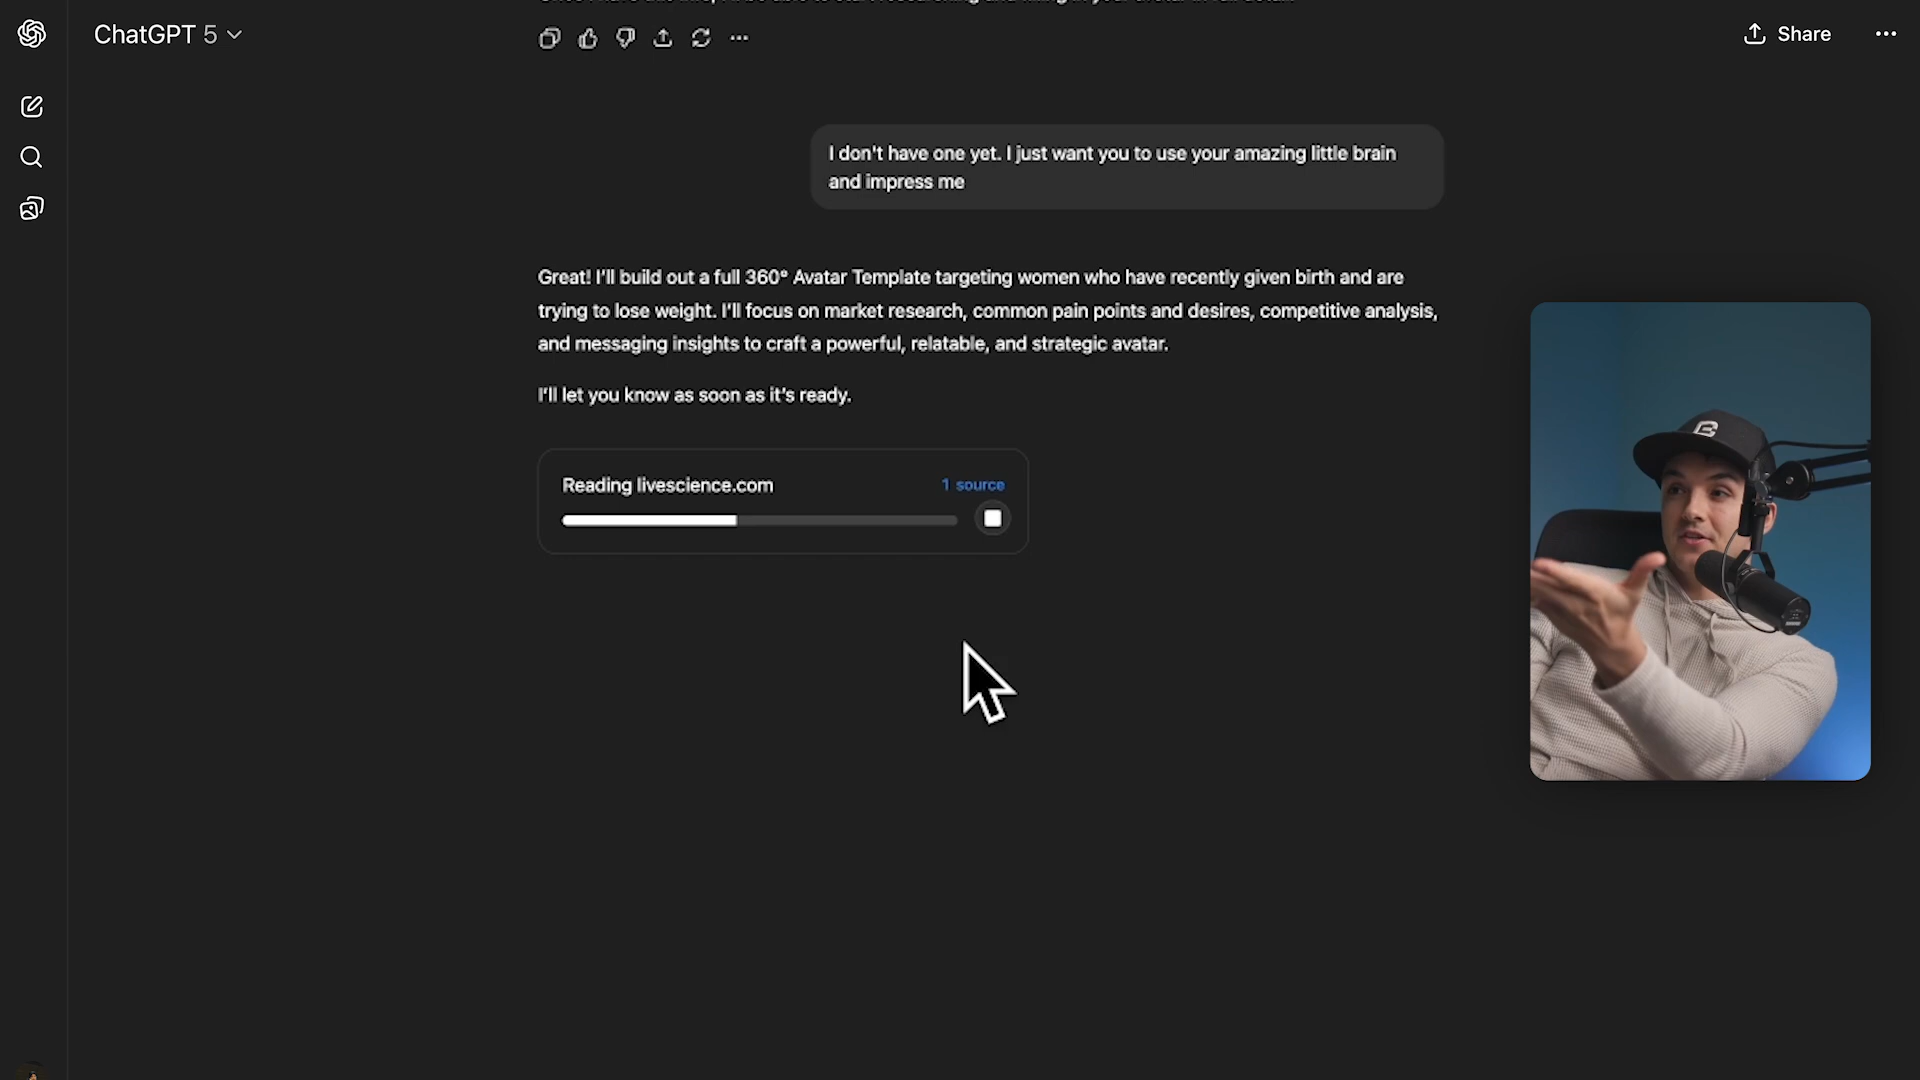 ChatGPT 5
Share
I don't have one yet. I just want you to use your amazing little brain
and impress me
Great! I'll build out a full 360° Avatar Template targeting women who have recently given birth and are
trying to lose weight. I'll focus on market research, common pain points and desires, competitive analysis,
and messaging insights to craft a powerful, relatable, and strategic avatar.
I'll let you know as soon as it's ready.
Reading livescience.com
1 source